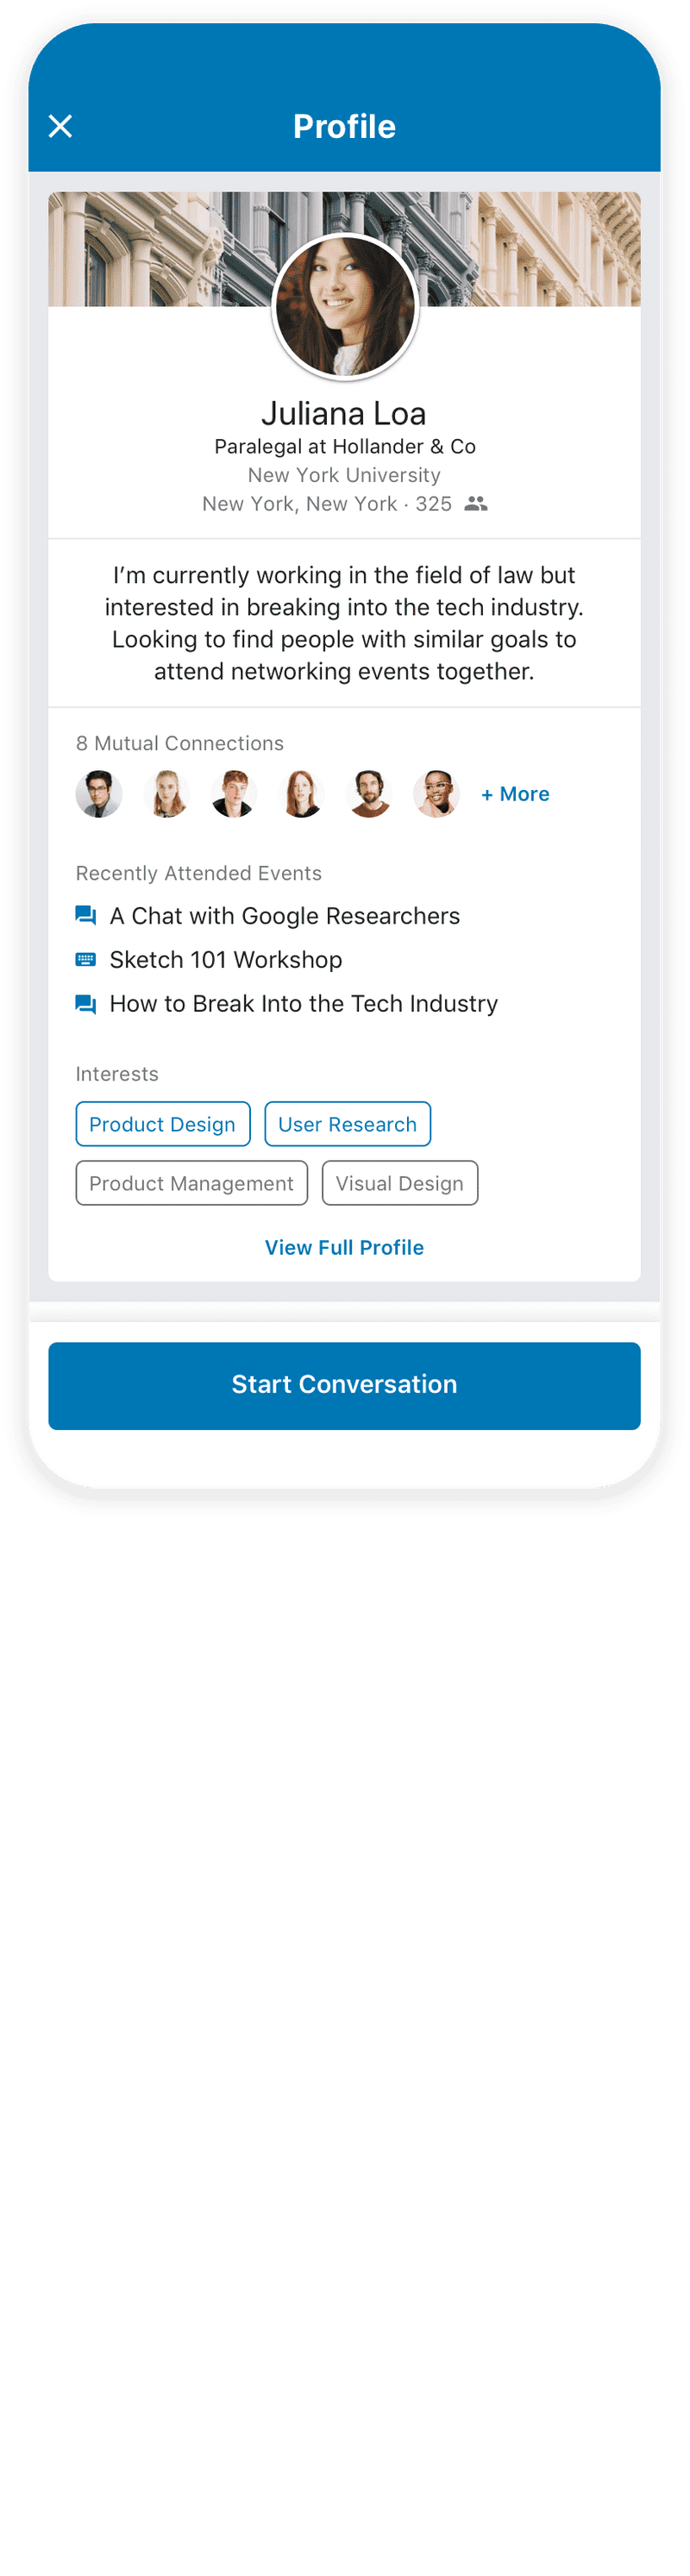 Profile
Juliana Loa
Paralegal at Hollander & Co
New York University
New York, New York · 325
I’m currently working in the field of law but
interested in breaking into the tech industry.
Looking to find people with similar goals to
attend networking events together.
8 Mutual Connections
+ More
Recently Attended Events
A Chat with Google Researchers
Sketch 101 Workshop
How to Break Into the Tech Industry
Interests
Product Design User Research
Product Management Visual Design
View Full Profile
Start Conversation